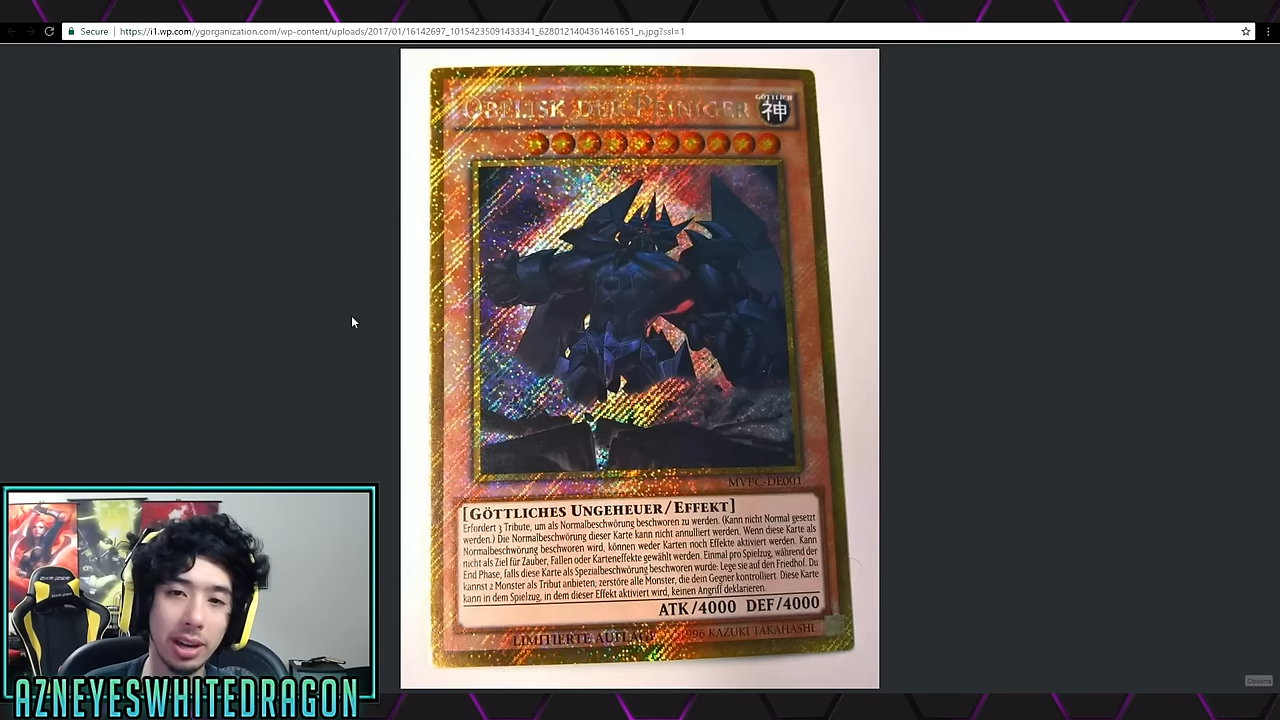 Secure
https://i1.wp.com/ygorganization.com/wp-content/uploads/2017/01/16142697_10154235091433341_6280121404361461651_n.jpg?ssl=1
GÖTTLICH
OBELISK DER PEINIGER
神
MVPC-DE001
[GÖTTLICHES UNGEHEUER/EFFEKT]
Erfordert 3 Tribute, um als Normalbeschwörung beschworen zu werden. (Kann nicht Normal gesetzt
werden.) Die Normalbeschwörung dieser Karte kann nicht annulliert werden. Wenn diese Karte als
Normalbeschwörung beschworen wird, können weder Karten noch Effekte aktiviert werden. Kann
nicht als Ziel für Zauber, Fallen oder Karteneffekte gewählt werden. Einmal pro Spielzug, während der
End Phase, falls diese Karte als Spezialbeschwörung beschworen wurde: Lege sie auf den Friedhof. Du
kannst 2 Monster als Tribut anbieten; zerstöre alle Monster, die dein Gegner kontrolliert. Diese Karte
kann in dem Spielzug, in dem dieser Effekt aktiviert wird, keinen Angriff deklarieren.
ATK/4000 DEF/4000
LIMITIERTE AUFLAGE
©1996 KAZUKI TAKAHASHI
Options
AZNEYESWHITEDRAGON